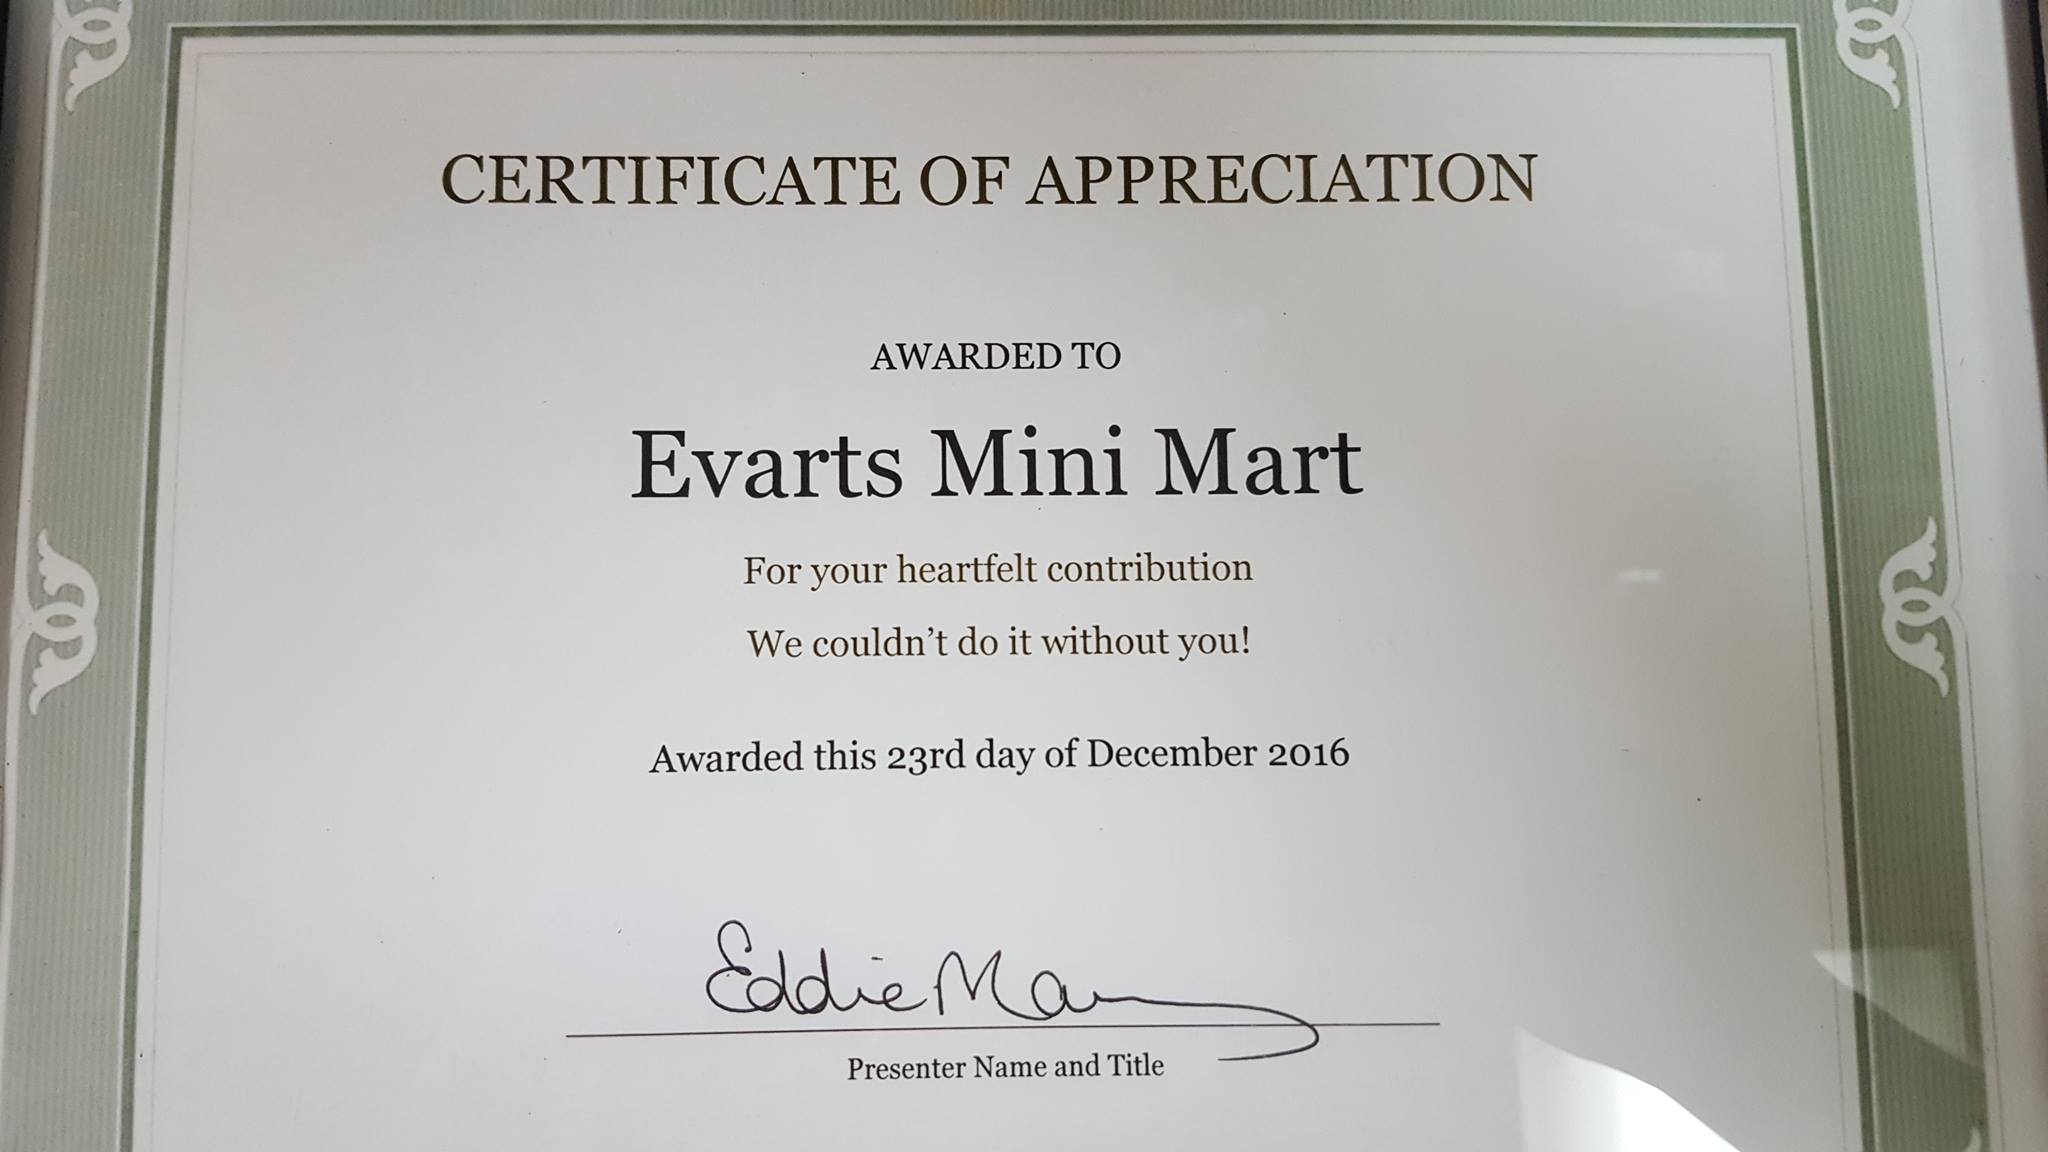 CERTIFICATE OF APPRECIATION
AWARDED TO
Evarts Mini Mart
For your heartfelt contribution
We couldn't do it without you!
Awarded this 23rd day of December 2016
Eddie
Presenter Name and Title